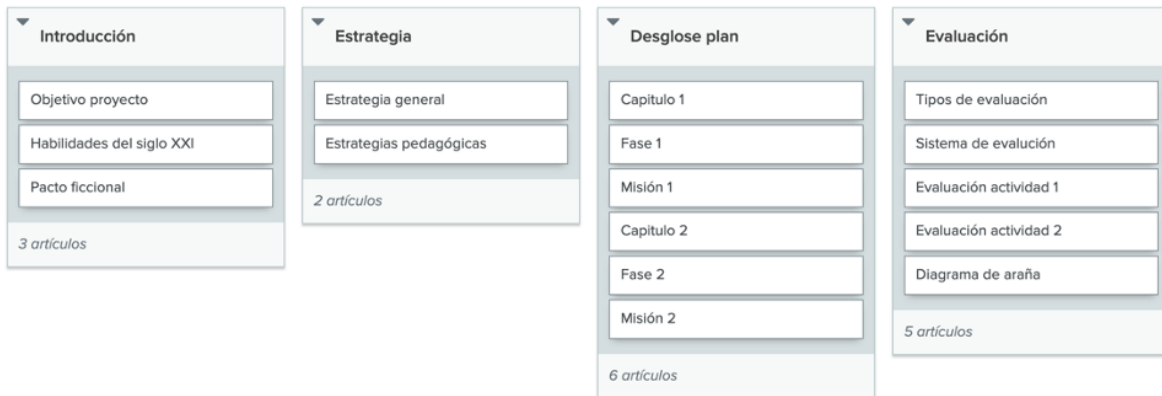 Introducción
Objetivo proyecto
Habilidades del siglo XXI
Pacto ficcional
3 artículos
Estrategia
Estrategia general
Estrategias pedagógicas
2 artículos
Desglose plan
Capitulo 1
Fase 1
Misión 1
Capitulo 2
Fase 2
Misión 2
6 artículos
Evaluación
Tipos de evaluación
Sistema de evalución
Evaluación actividad 1
Evaluación actividad 2
Diagrama de araña
5 artículos